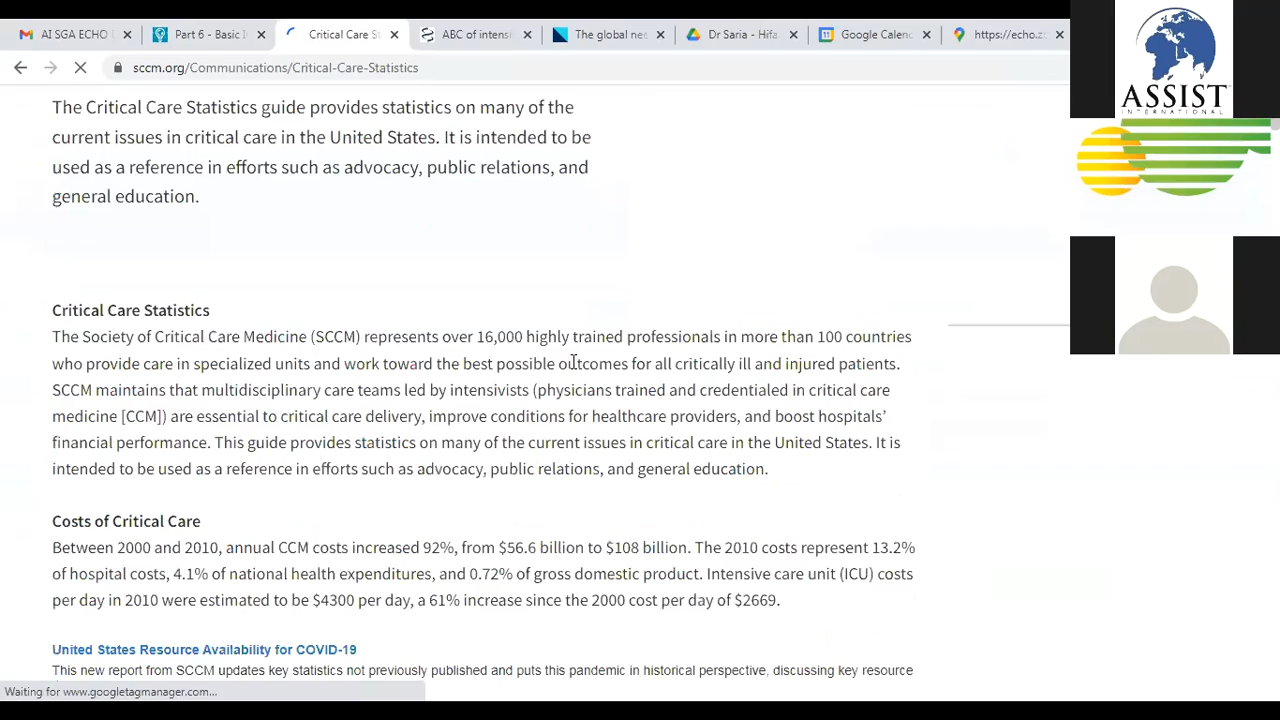 AI SGA ECHO
Part 6 - Basic
Critical Care St
ABC of intens
The global ne
Dr Saria - Hifa
Google Calen
https://echo.z
sccm.org/Communications/Critical-Care-Statistics
ASSIST
INTERNATIONAL
The Critical Care Statistics guide provides statistics on many of the
current issues in critical care in the United States. It is intended to be
used as a reference in efforts such as advocacy, public relations, and
general education.
Critical Care Statistics
The Society of Critical Care Medicine (SCCM) represents over 16,000 highly trained professionals in more than 100 countries
who provide care in specialized units and work toward the best possible outcomes for all critically ill and injured patients.
SCCM maintains that multidisciplinary care teams led by intensivists (physicians trained and credentialed in critical care
medicine [CCM]) are essential to critical care delivery, improve conditions for healthcare providers, and boost hospitals’
financial performance. This guide provides statistics on many of the current issues in critical care in the United States. It is
intended to be used as a reference in efforts such as advocacy, public relations, and general education.
Costs of Critical Care
Between 2000 and 2010, annual CCM costs increased 92%, from $56.6 billion to $108 billion. The 2010 costs represent 13.2%
of hospital costs, 4.1% of national health expenditures, and 0.72% of gross domestic product. Intensive care unit (ICU) costs
per day in 2010 were estimated to be $4300 per day, a 61% increase since the 2000 cost per day of $2669.
United States Resource Availability for COVID-19
This new report from SCCM updates key statistics not previously published and puts this pandemic in historical perspective, discussing key resource
Waiting for www.googletagmanager.com...